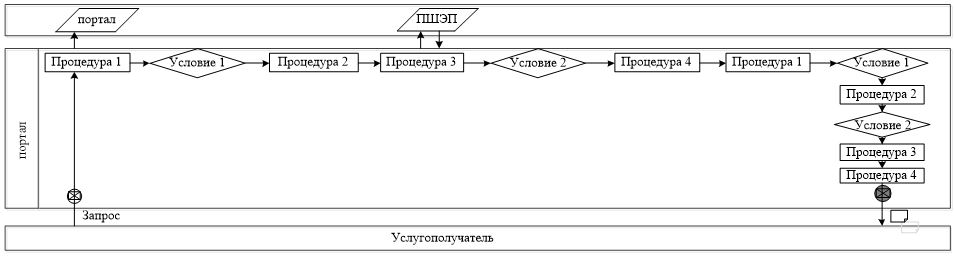 портал
ПШЭП
портал
Процедура 1
Условие 1
Процедура 2
Процедура 3
Условие 2
Процедура 4
Процедура 1
Условие 1
Процедура 2
Условие 2
Процедура 3
Процедура 4
Запрос
Услугополучатель